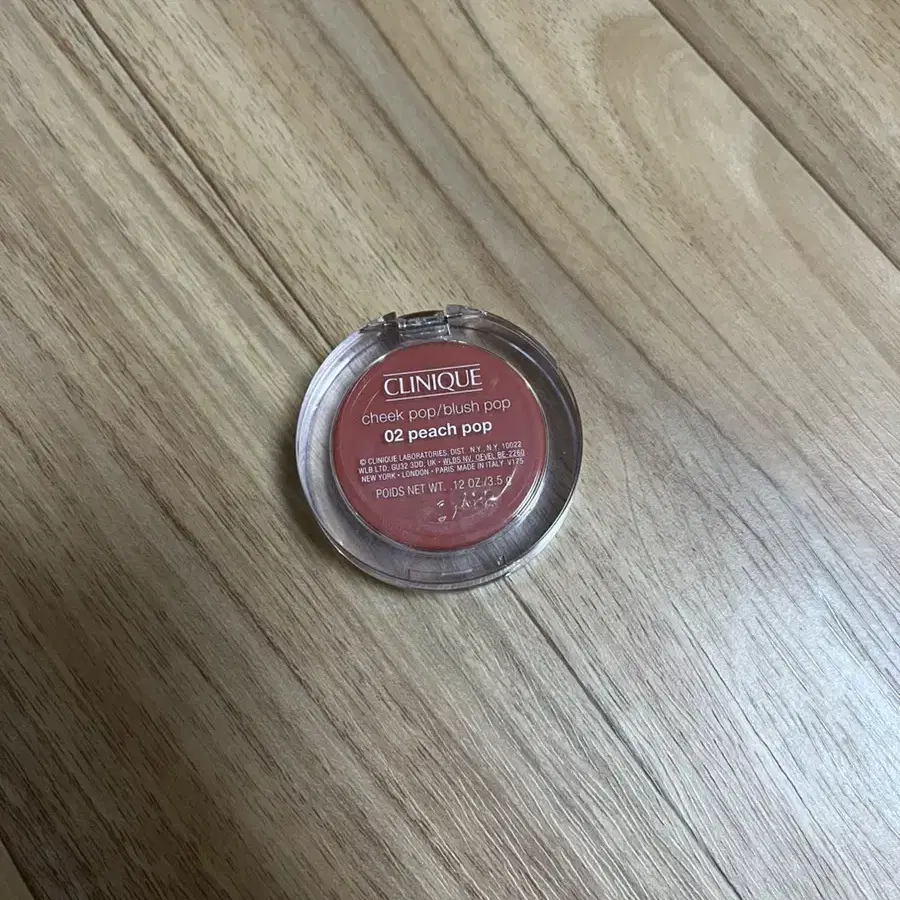 CLINIQUE
cheek pop/blush pop
02 peach pop
© CLINIQUE LABORATORIES, DIST N.Y., N.Y. 10022
WLB LTD. GU32 3DD, UK • WLBS NV. OEVEL BE-2260
NEW YORK • LONDON • PARIS MADE IN ITALY V175
POIDS NET WT. .12 OZ./3.5 g